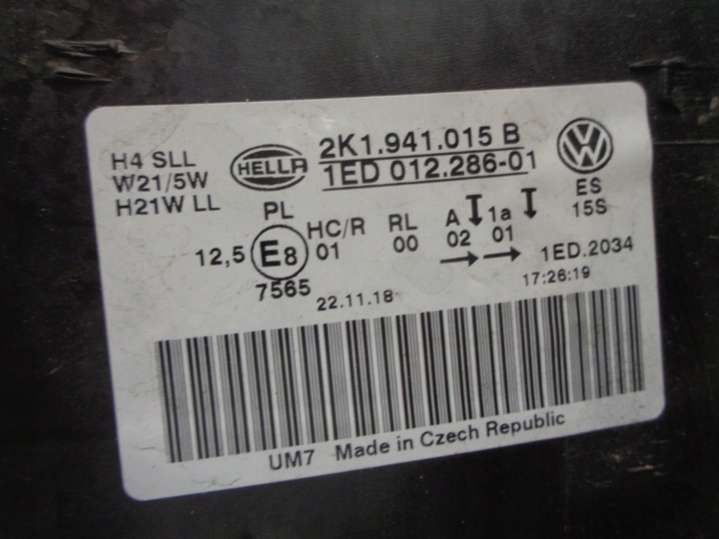 H4 SLL
W21/5W
H21W LL
HELLA
2K1.941.015 B
1ED 012.286-01
ES
15S
PL
12,5 E8
7565
HC/R
01
RL
00
A
02
1a
01
1ED.2034
22.11.18
17:26:19
UM7 Made in Czech Republic